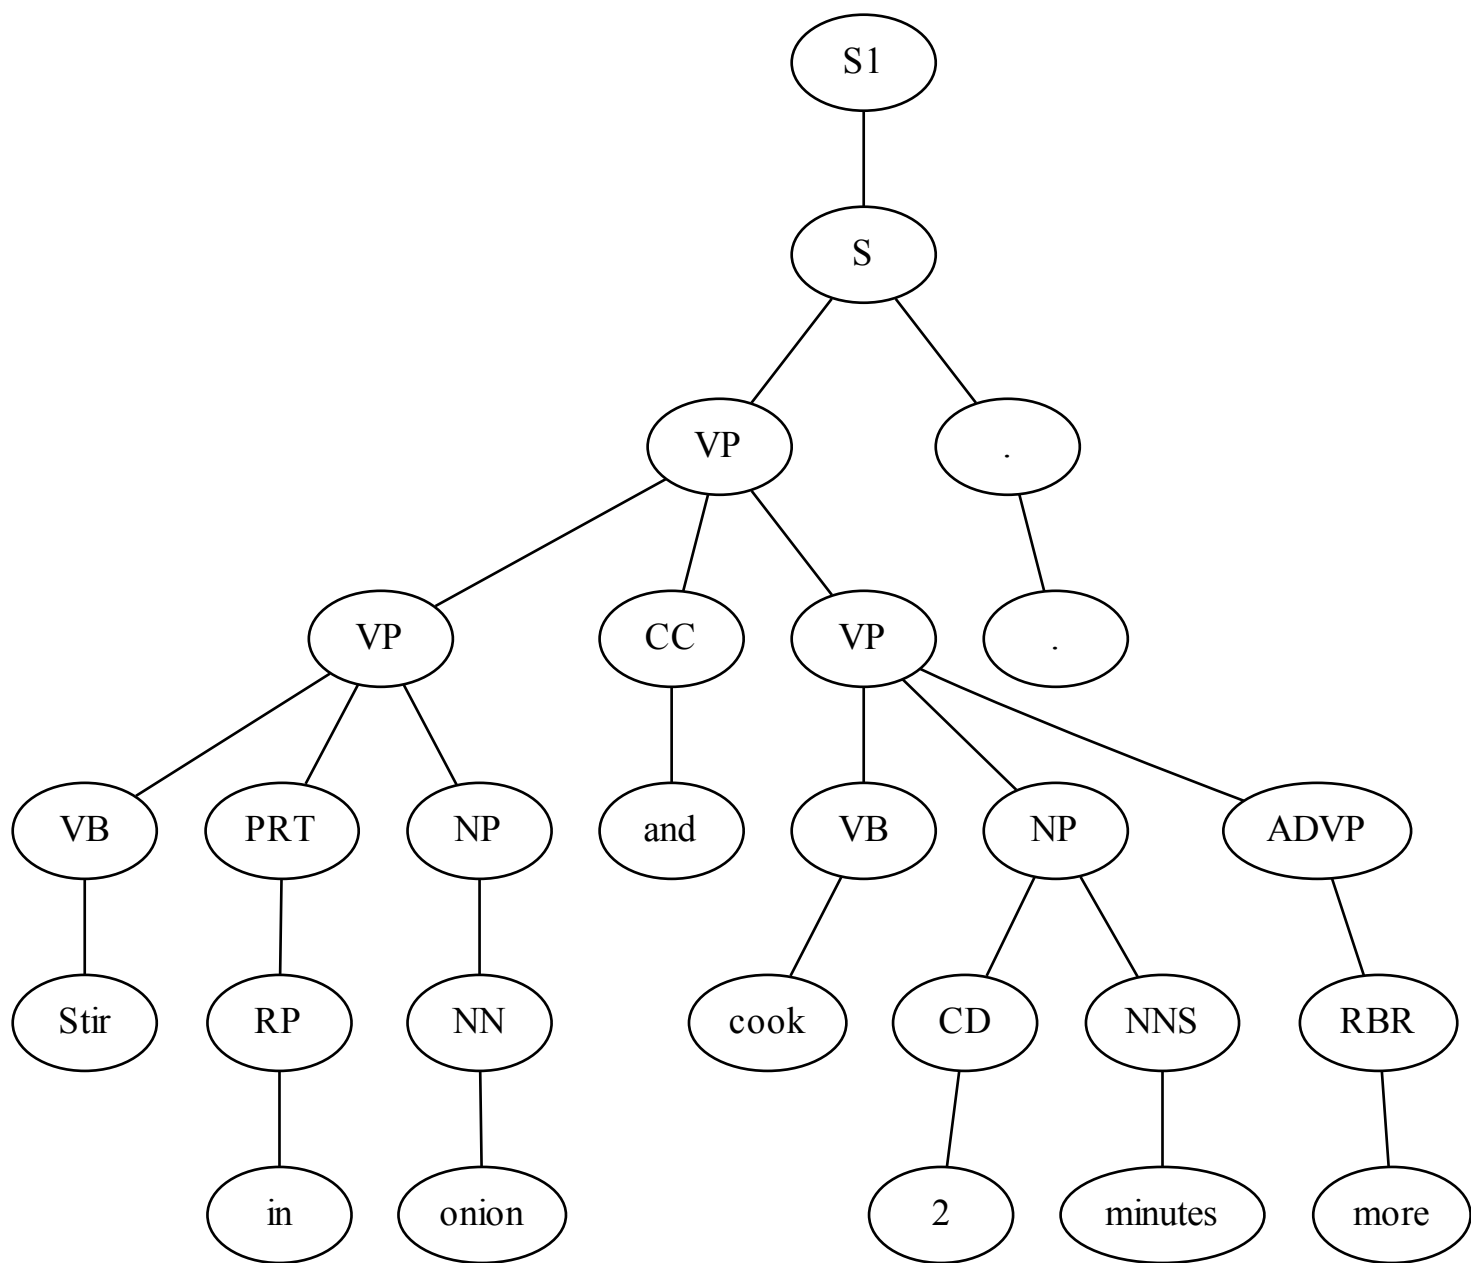 S1
S
VP .
VP CC VP .
VB PRT NP and VB NP ADVP
Stir RP NN cook CD NNS RBR
in onion 2 minutes more